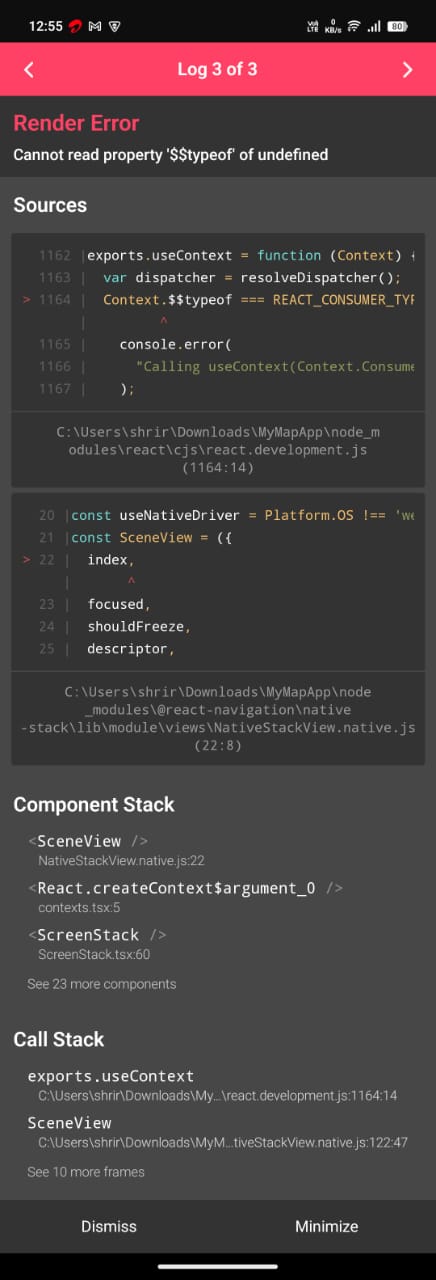 12:55
Vo) LTE 0 KB/s 80
Log 3 of 3
Render Error
Cannot read property '$$typeof' of undefined
Sources
1162 |exports.useContext = function (Context) {
1163 | var dispatcher = resolveDispatcher();
> 1164 | Context.$$typeof === REACT_CONSUMER_TYP
| ^
1165 | console.error(
1166 | "Calling useContext(Context.Consume
1167 | );
C:\Users\shrir\Downloads\MyMapApp\node_m
odules\react\cjs\react.development.js
(1164:14)
20 |const useNativeDriver = Platform.OS !== 'we
21 |const SceneView = ({
> 22 | index,
| ^
23 | focused,
24 | shouldFreeze,
25 | descriptor,
C:\Users\shrir\Downloads\MyMapApp\node
_modules\@react-navigation\native
-stack\lib\module\views\NativeStackView.native.js
(22:8)
Component Stack
<SceneView />
NativeStackView.native.js:22
<React.createContext$argument_0 />
contexts.tsx:5
<ScreenStack />
ScreenStack.tsx:60
See 23 more components
Call Stack
exports.useContext
C:\Users\shrir\Downloads\My…\react.development.js:1164:14
SceneView
C:\Users\shrir\Downloads\MyM…tiveStackView.native.js:122:47
See 10 more frames
Dismiss Minimize